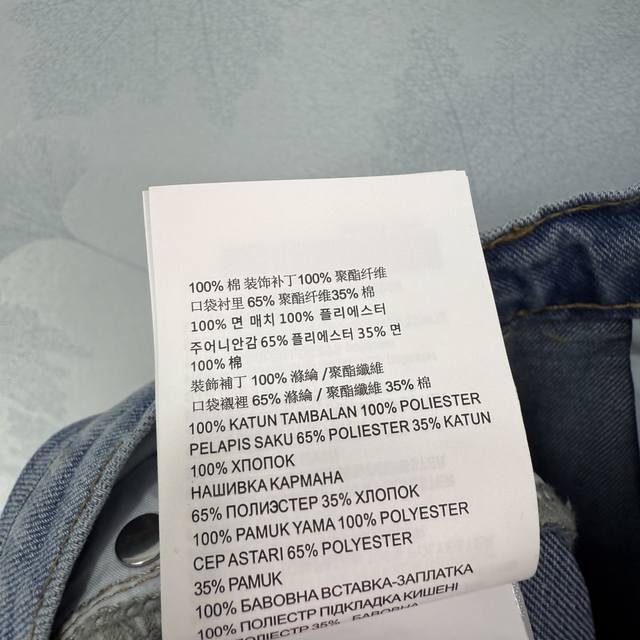 100% 棉 装饰补丁100% 聚酯纤维
口袋衬里 65% 聚酯纤维35% 棉
100% 면 매치 100% 플리에스터
주어니안감 65% 플리에스터 35% 면
100% 棉
裝飾補丁 100% 滌綸 /聚酯纖維
口袋襯裡 65% 滌綸 / 聚酯纖維 35% 棉
100% KATUN TAMBALAN 100% POLIESTER
PELAPIS SAKU 65% POLIESTER 35% KATUN
100% ХПОПОК
НАШИВКА КАРМАНА
65% ПОЛИЭСТЕР 35% ХЛОПОК
100% PAMUK YAMA 100% POLYESTER
CEP ASTARI 65% POLYESTER
35% PAMUK
100% БАВОВНА ВСТАВКА-ЗАПЛАТКА
100% ПОЛІЕСТР ПІДКЛАДКА КИШЕНІ
ПОЛІЕСТР 35% БАВОВНА